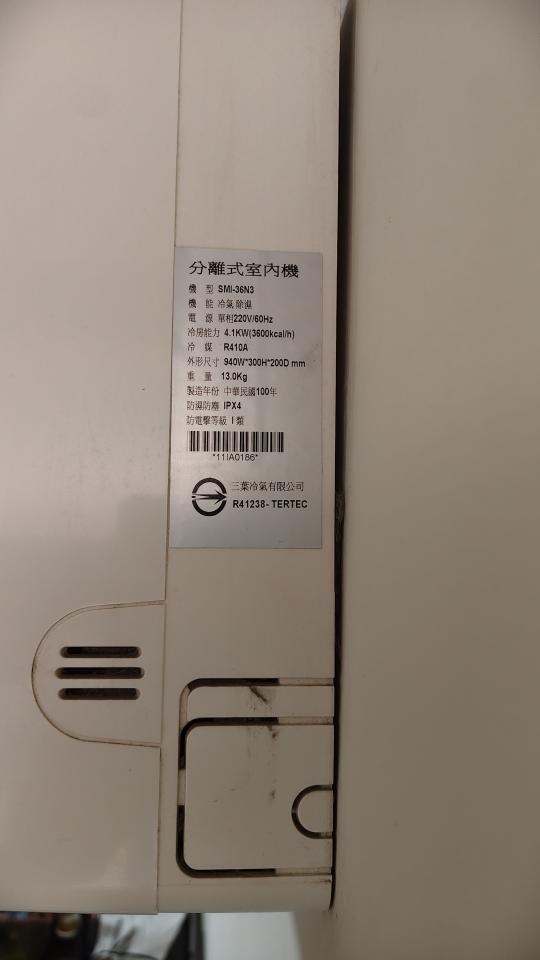 分離式室內機
機 型 SMI-36N3
機 能 冷氣 除濕
電 源 單相220V/60Hz
冷房能力 4.1KW(3600kcal/h)
冷 媒 R410A
外形尺寸 940W*300H*200D mm
重 量 13.0Kg
製造年份 中華民國100年
防濺防塵 IPX4
防電擊等級 I 類
*11IA0186*
三葉冷氣有限公司
R41238- TERTEC